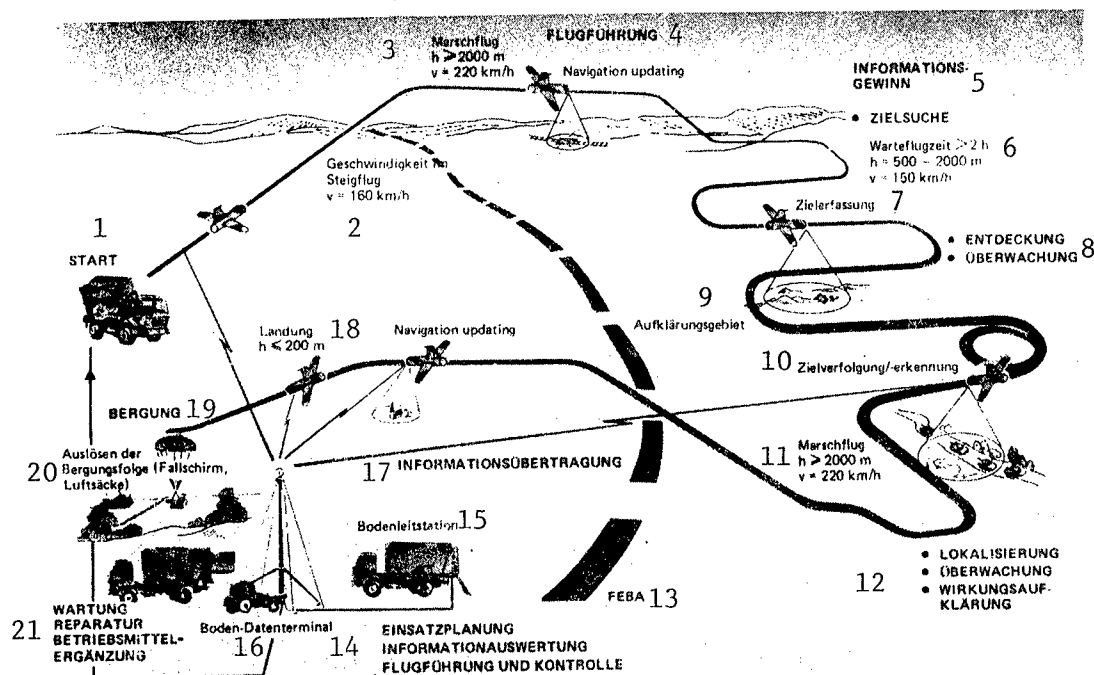 3
Marschflug
h ⩾ 2000 m
v = 220 km/h
FLUGFÜHRUNG 4
Navigation updating
INFORMATIONS-
GEWINN 5
• ZIELSUCHE
Warteflugzeit > 2 h 6
h = 500 – 2000 m
v = 150 km/h
Geschwindigkeit im
Steigflug
v = 160 km/h
2
1
START
Zielerfassung 7
• ENTDECKUNG
• ÜBERWACHUNG 8
9
Aufklärungsgebiet
Landung 18
h ⩽ 200 m
Navigation updating
10 Zielverfolgung/-erkennung
BERGUNG 19
20 Auslösen der
Bergungsfolge (Fallschirm,
Luftsäcke)
17 INFORMATIONSÜBERTRAGUNG
11 Marschflug
h ⩾ 2000 m
v = 220 km/h
Bodenleitstation 15
12
• LOKALISIERUNG
• ÜBERWACHUNG
• WIRKUNGSAUF-
KLÄRUNG
FEBA 13
21 WARTUNG
REPARATUR
BETRIEBSMITTEL-
ERGÄNZUNG
Boden-Datenterminal
16
14
EINSATZPLANUNG
INFORMATIONAUSWERTUNG
FLUGFÜHRUNG UND KONTROLLE